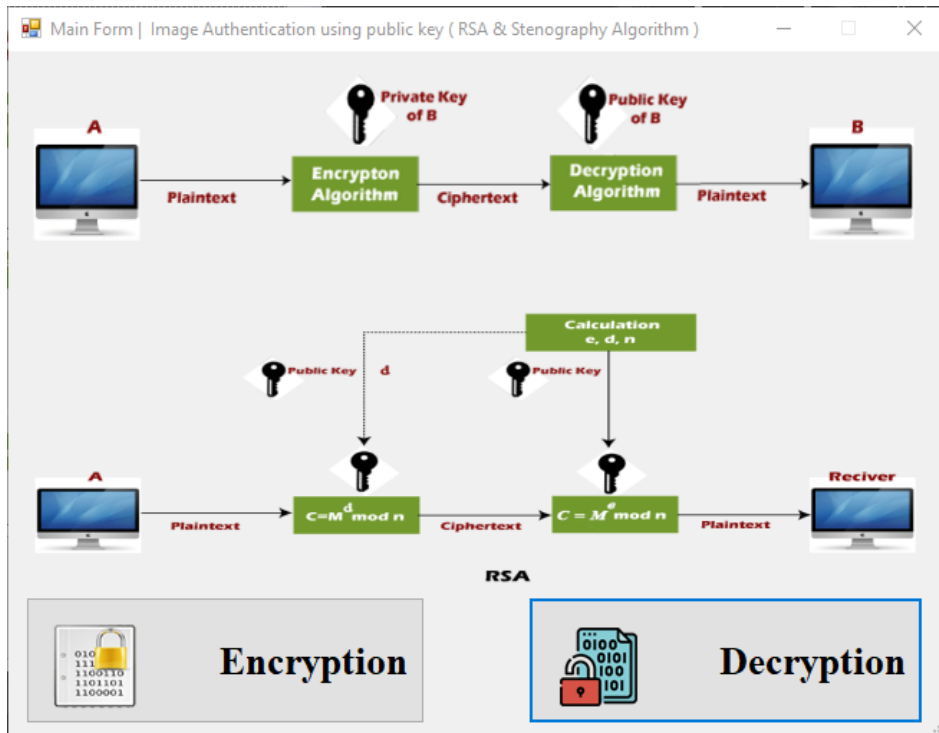 Main Form | Image Authentication using public key ( RSA & Stenography Algorithm )
Private Key
of B
Public Key
of B
A
B
Encrypton
Algorithm
Decryption
Algorithm
Plaintext
Ciphertext
Plaintext
Calculation
e, d, n
Public Key
d
Public Key
A
Reciver
C=M^d mod n
C = M^e mod n
Plaintext
Ciphertext
Plaintext
RSA
Encryption
Decryption